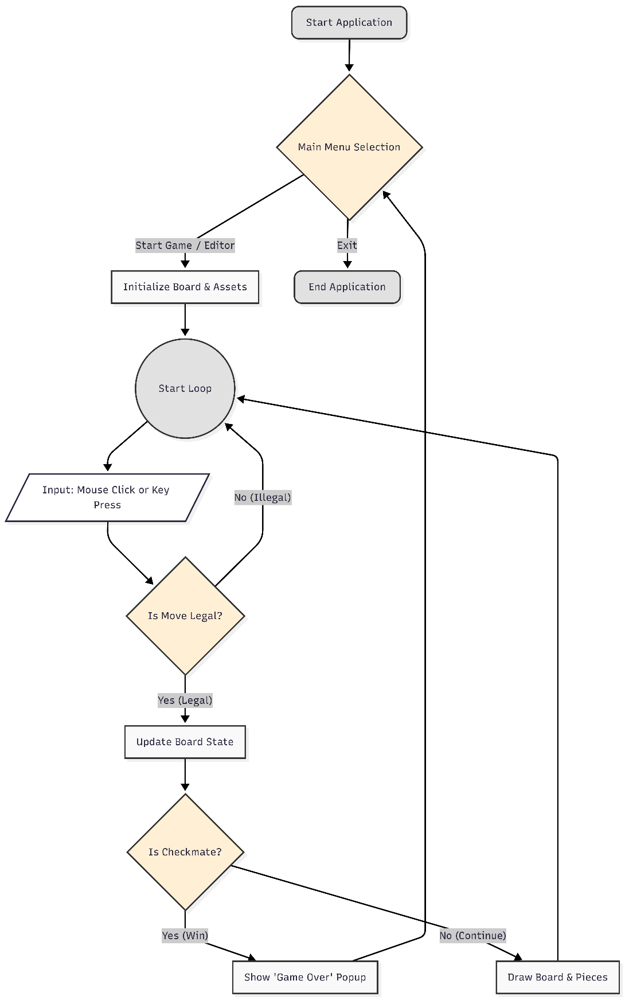 Start Application
Main Menu Selection
Start Game / Editor
Exit
Initialize Board & Assets
End Application
Start Loop
Input: Mouse Click or Key
Press
No (Illegal)
Is Move Legal?
Yes (Legal)
Update Board State
Is Checkmate?
Yes (Win)
No (Continue)
Show 'Game Over' Popup
Draw Board & Pieces